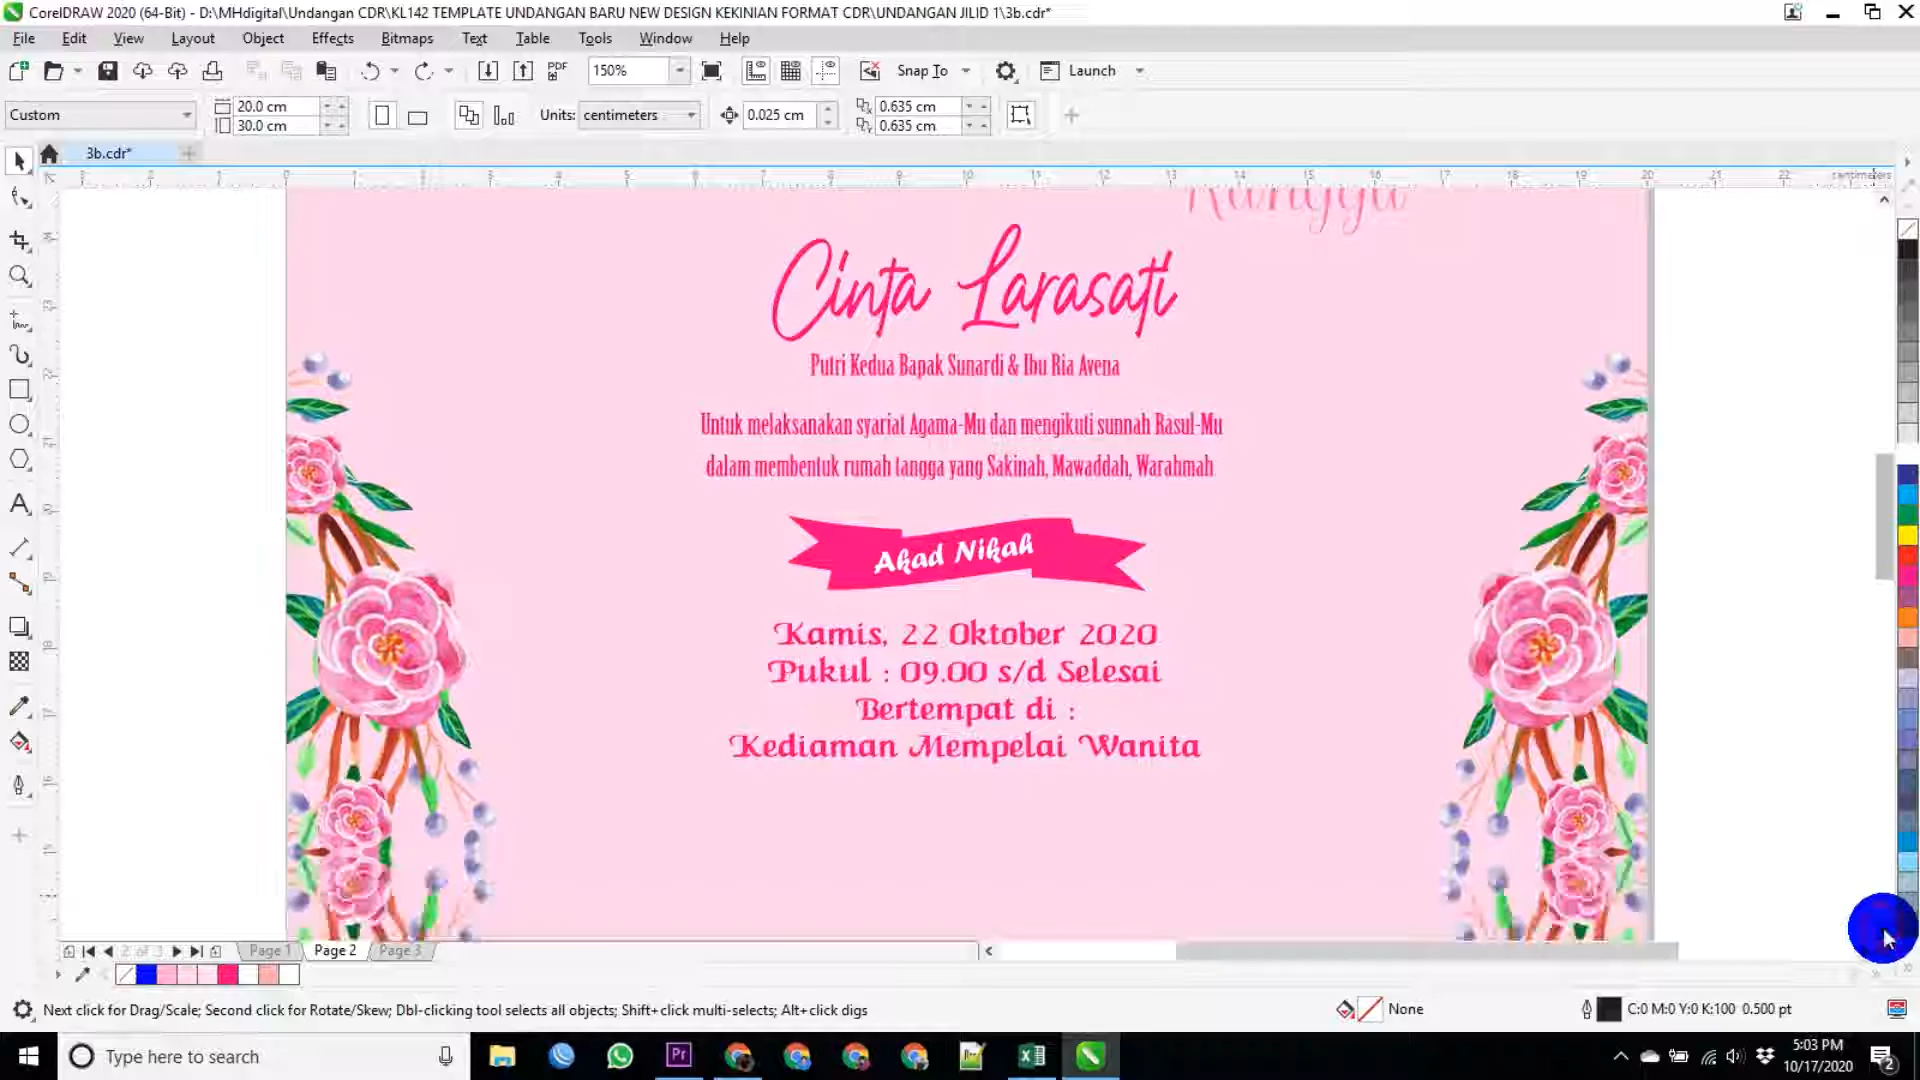 CorelDRAW 2020 (64-Bit) - D:\MHdigital\Undangan CDR\KL142 TEMPLATE UNDANGAN BARU NEW DESIGN KEKINIAN FORMAT CDR\UNDANGAN JILID 1\3b.cdr*
File Edit View Layout Object Effects Bitmaps Text Table Tools Window Help
PDF 150% Snap To Launch
Custom 20.0 cm 30.0 cm Units: centimeters 0.025 cm 0.635 cm 0.635 cm
3b.cdr*
centimeters
Rangga
Cinta Larasati
Putri Kedua Bapak Sunardi & Ibu Ria Avena
Untuk melaksanakan syariat Agama-Mu dan mengikuti sunnah Rasul-Mu
dalam membentuk rumah tangga yang Sakinah, Mawaddah, Warahmah
Akad Nikah
Kamis, 22 Oktober 2020
Pukul : 09.00 s/d Selesai
Bertempat di :
Kediaman Mempelai Wanita
2 of 3 Page 1 Page 2 Page 3
Next click for Drag/Scale; Second click for Rotate/Skew; Dbl-clicking tool selects all objects; Shift+click multi-selects; Alt+click digs
None C:0 M:0 Y:0 K:100 0.500 pt
Type here to search
5:03 PM
10/17/2020
2